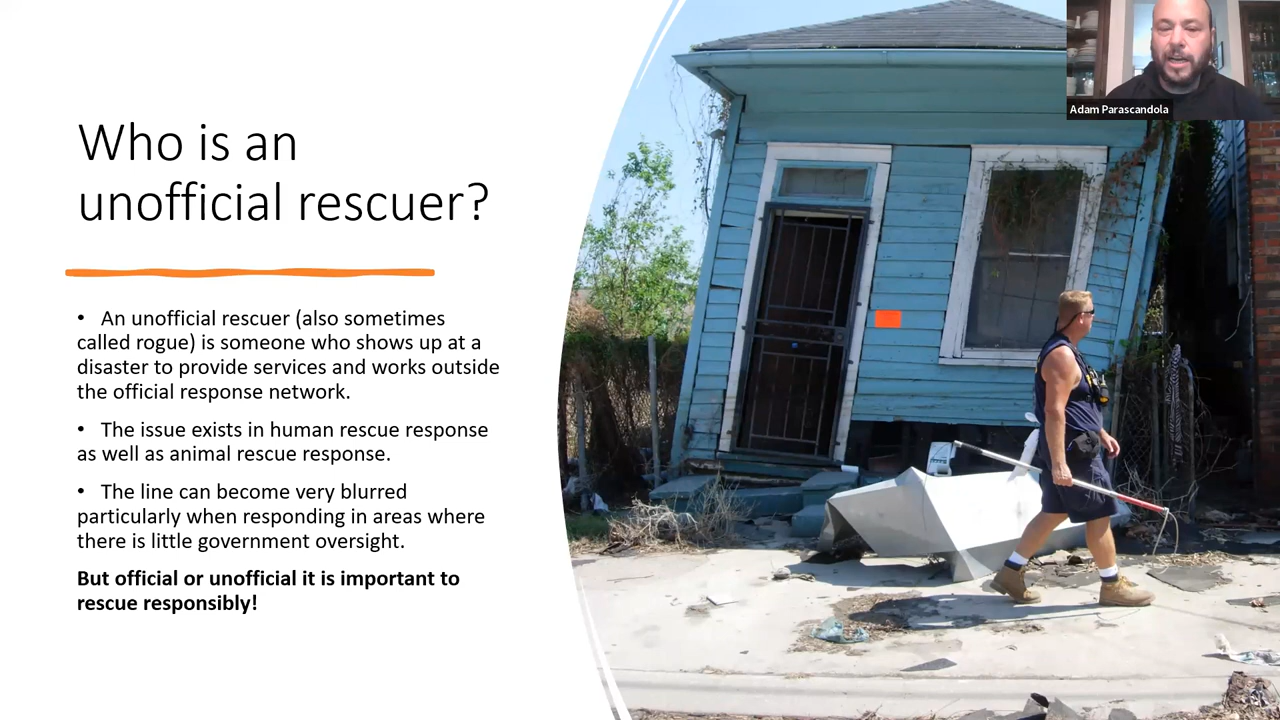 Who is an
unofficial rescuer?
• An unofficial rescuer (also sometimes
called rogue) is someone who shows up at a
disaster to provide services and works outside
the official response network.
• The issue exists in human rescue response
as well as animal rescue response.
• The line can become very blurred
particularly when responding in areas where
there is little government oversight.
But official or unofficial it is important to
rescue responsibly!
Adam Parascandola